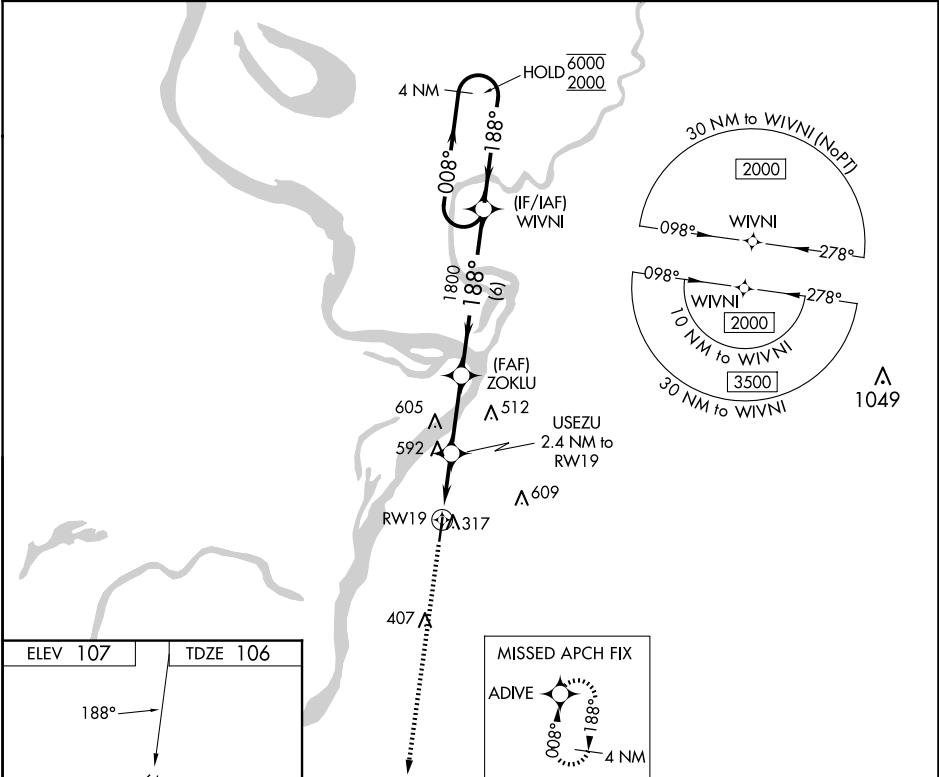 HOLD 6000
2000
4 NM
188°
008°
(IF/IAF)
WIVNI
1800
188°
(6)
(FAF)
ZOKLU
605
512
592
USEZU
2.4 NM to
RW19
609
RW19
317
407
30 NM to WIVNI (NoPT)
2000
WIVNI
098°
278°
098°
278°
WIVNI
2000
10 NM to WIVNI
3500
30 NM to WIVNI
1049
ELEV 107
TDZE 106
188°
MISSED APCH FIX
ADIVE
008°
188°
4 NM